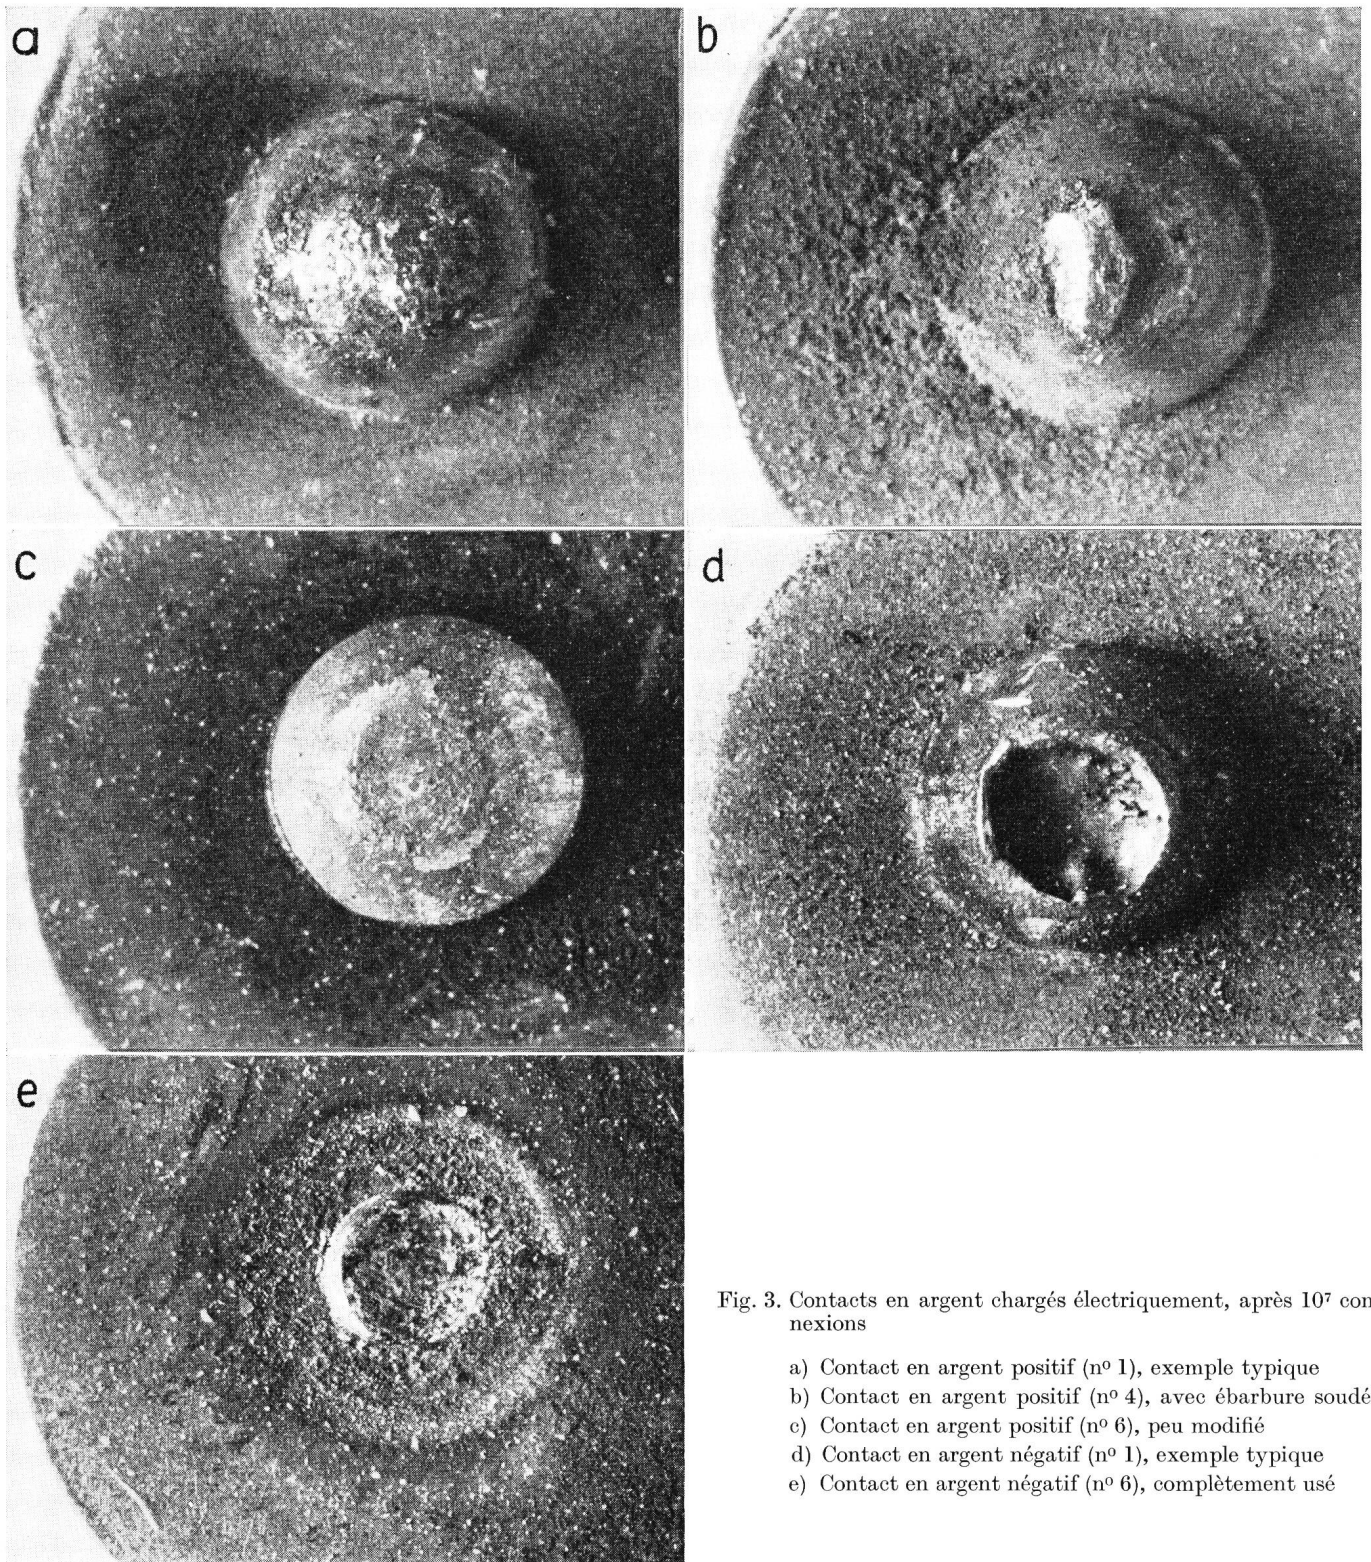 a
b
c
d
e
Fig. 3. Contacts en argent chargés électriquement, après 10⁷ con
nexions
a) Contact en argent positif (nº 1), exemple typique
b) Contact en argent positif (nº 4), avec ébarbure soudé
c) Contact en argent positif (nº 6), peu modifié
d) Contact en argent négatif (nº 1), exemple typique
e) Contact en argent négatif (nº 6), complètement usé